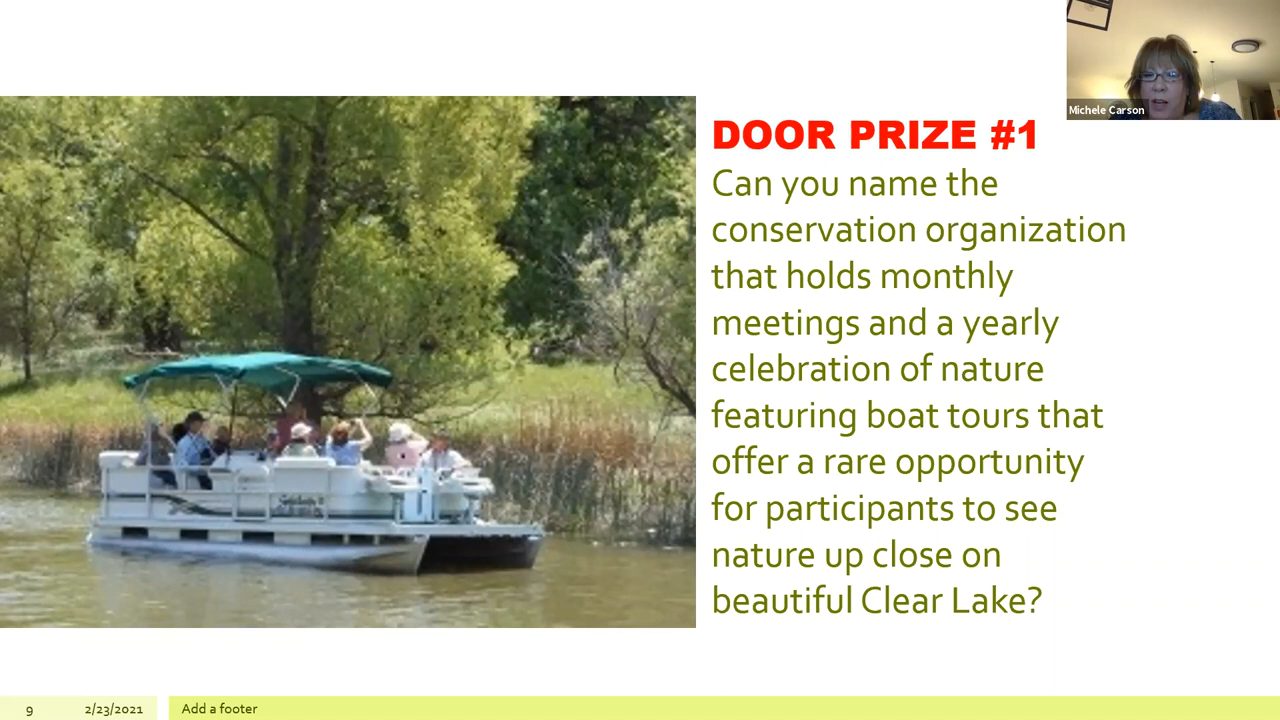 Michele Carson
DOOR PRIZE #1
Can you name the
conservation organization
that holds monthly
meetings and a yearly
celebration of nature
featuring boat tours that
offer a rare opportunity
for participants to see
nature up close on
beautiful Clear Lake?
9
2/23/2021
Add a footer